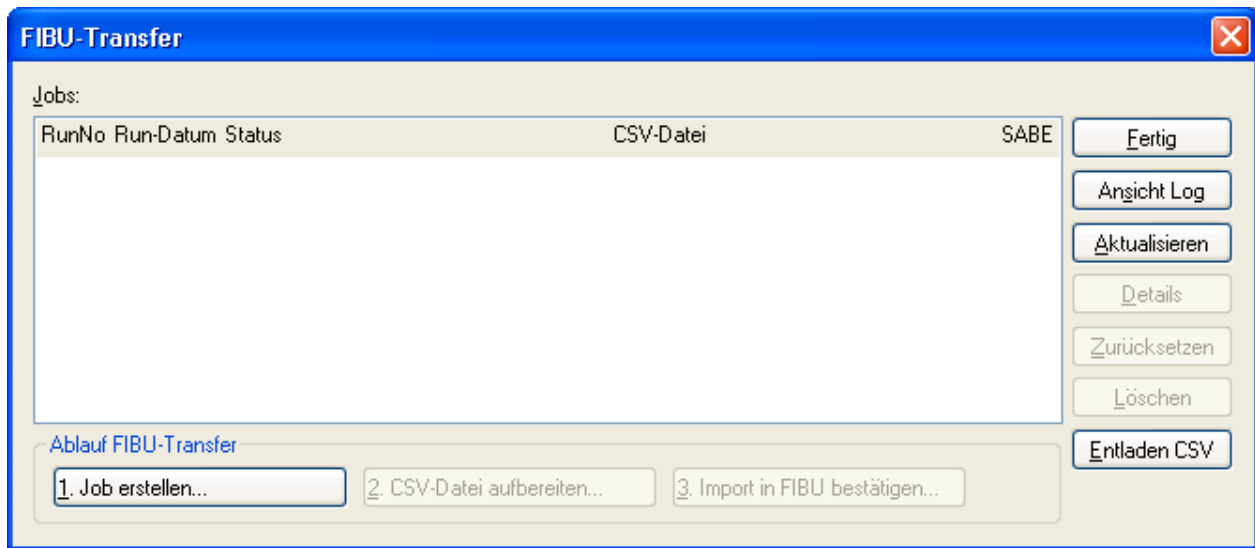 FIBU-Transfer
Jobs:
RunNo Run-Datum Status CSV-Datei SABE
Fertig
Ansicht Log
Aktualisieren
Details
Zurücksetzen
Löschen
Entladen CSV
Ablauf FIBU-Transfer
1. Job erstellen... 2. CSV-Datei aufbereiten... 3. Import in FIBU bestätigen...